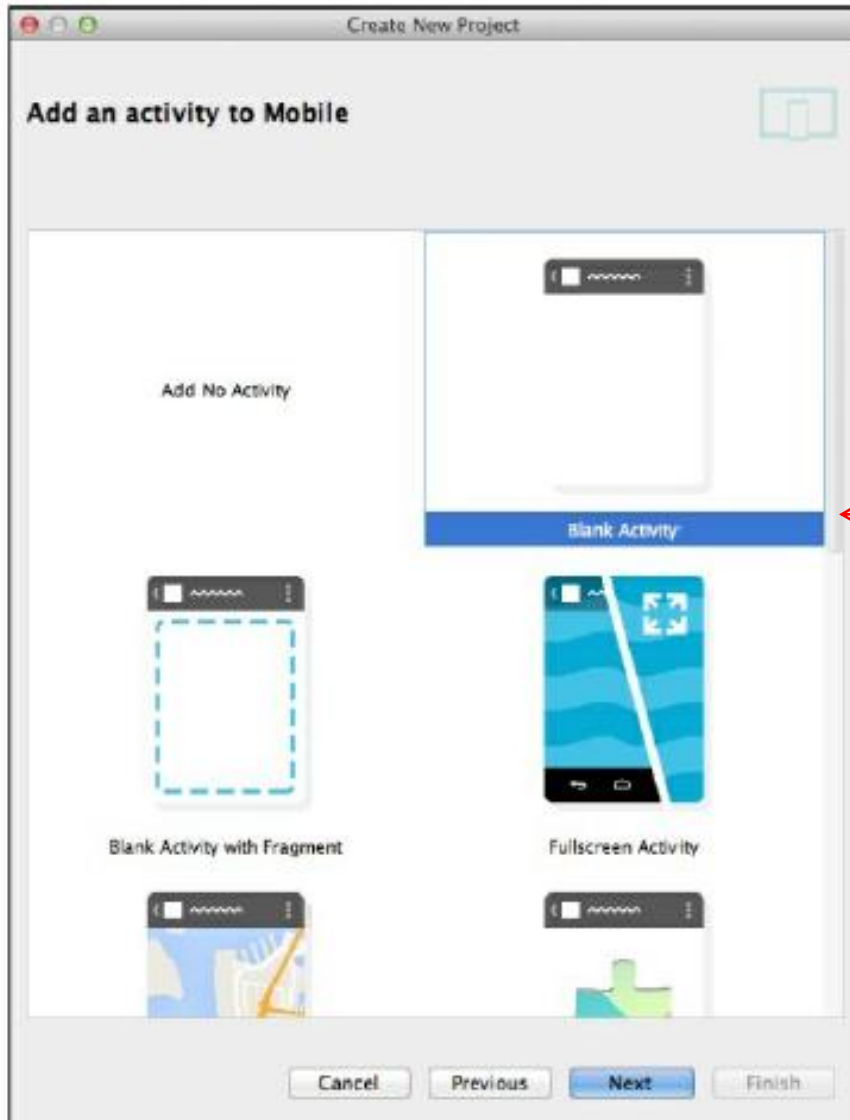 Create New Project
Add an activity to Mobile
Add No Activity
Blank Activity
Blank Activity with Fragment
Fullscreen Activity
Cancel
Previous
Next
Finish